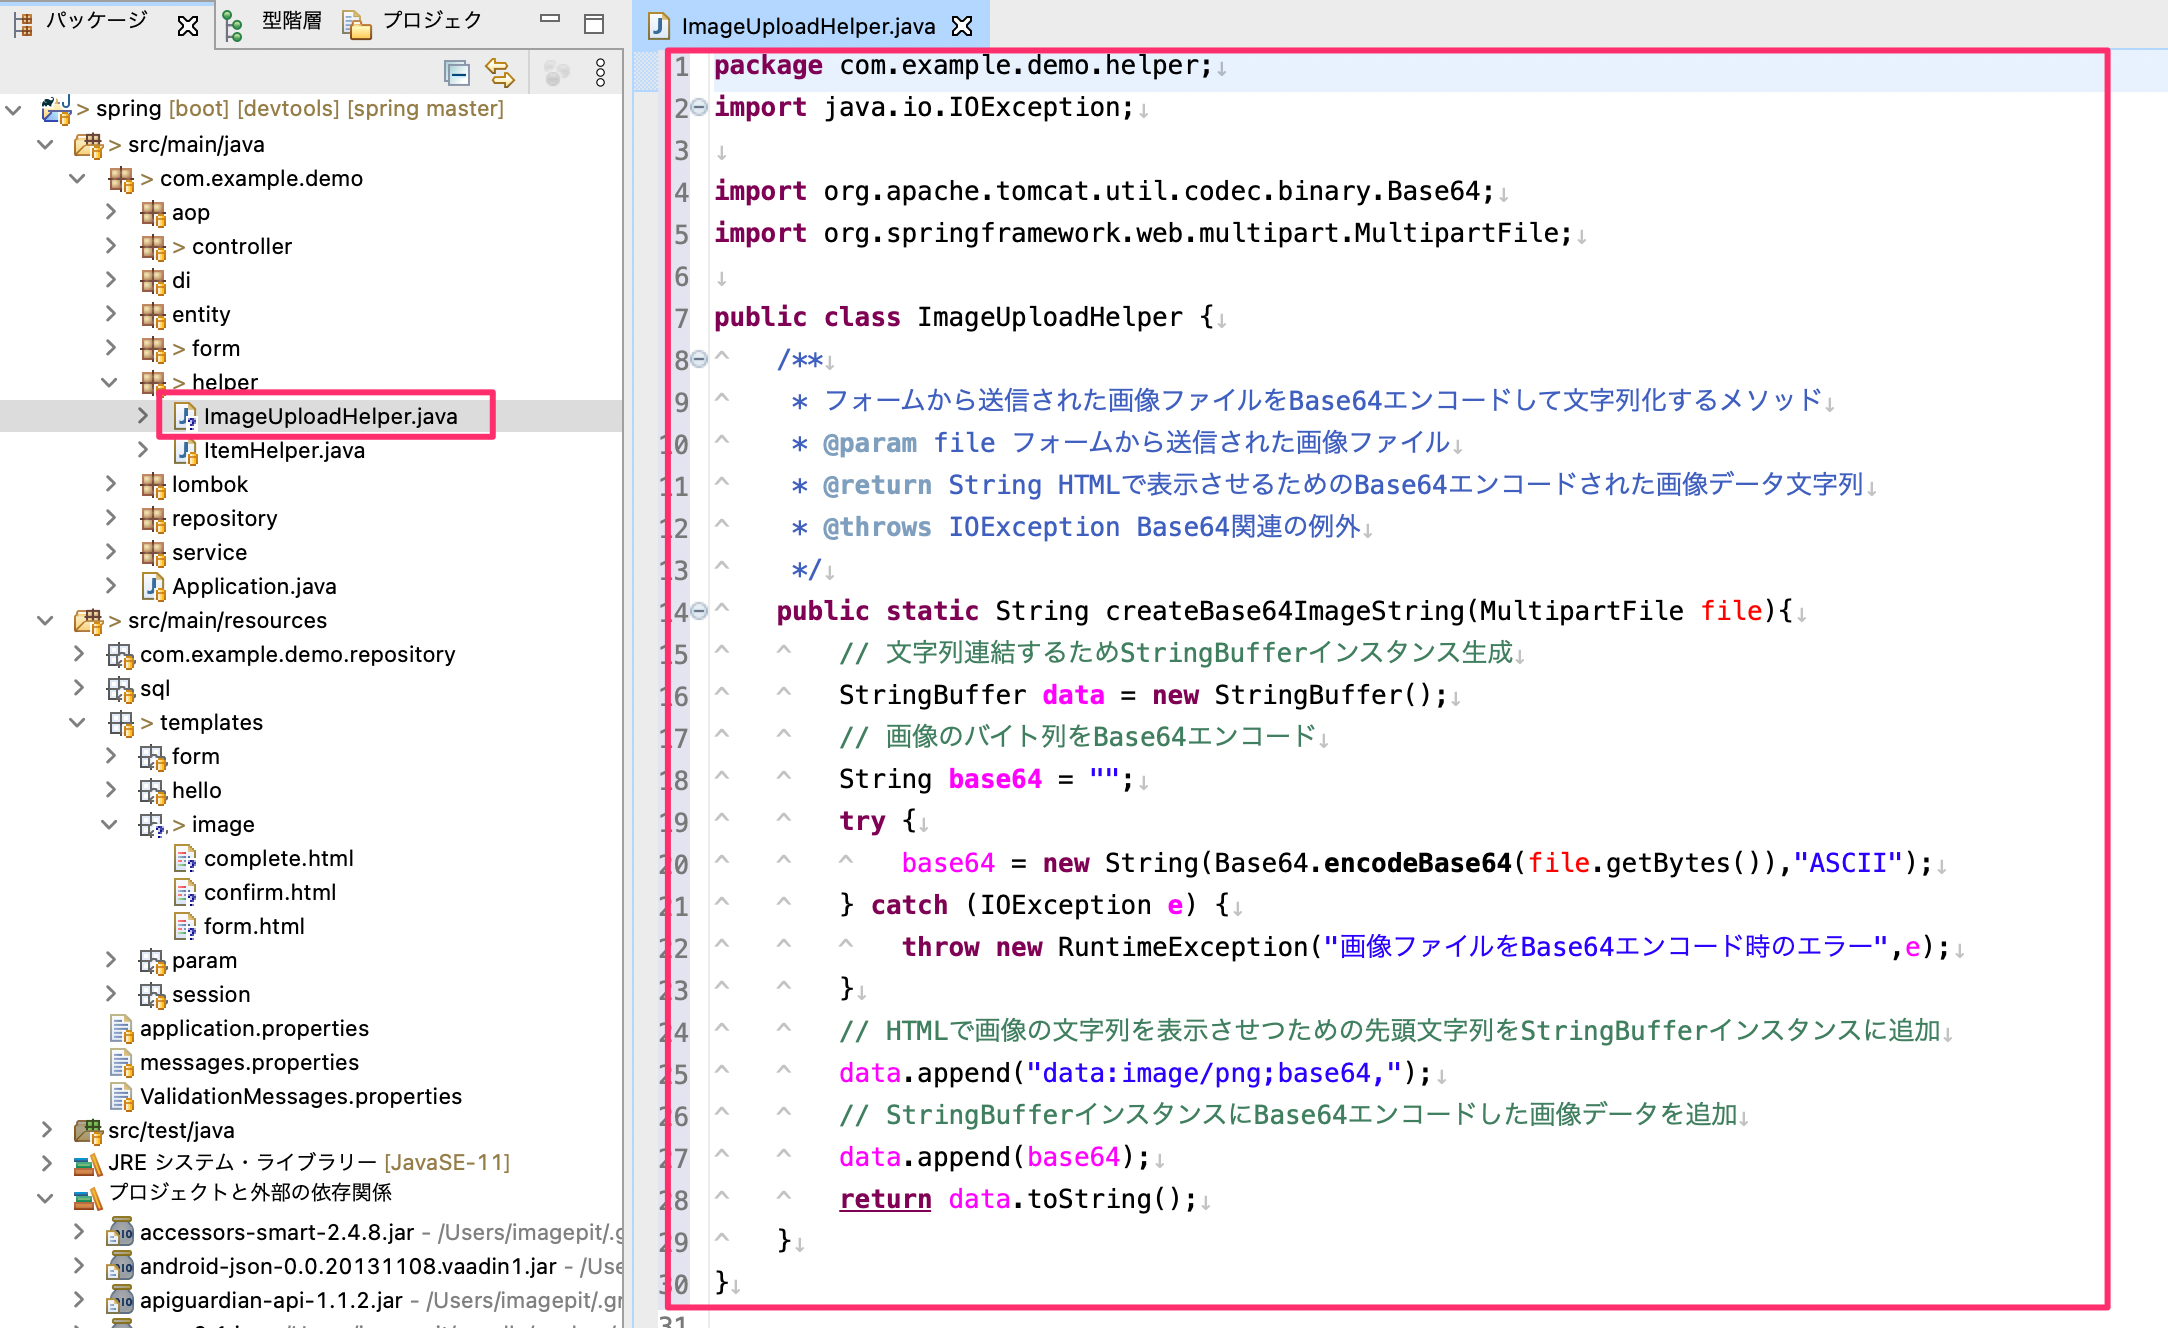 パッケージ
型階層
プロジェク
> spring [boot] [devtools] [spring master]
> src/main/java
> com.example.demo
aop
> controller
di
entity
> form
> helper
ImageUploadHelper.java
ItemHelper.java
lombok
repository
service
Application.java
> src/main/resources
com.example.demo.repository
sql
> templates
form
hello
> image
complete.html
confirm.html
form.html
param
session
application.properties
messages.properties
ValidationMessages.properties
src/test/java
JRE システム・ライブラリー [JavaSE-11]
プロジェクトと外部の依存関係
accessors-smart-2.4.8.jar - /Users/imagepit/.g
android-json-0.0.20131108.vaadin1.jar - /Use
apiguardian-api-1.1.2.jar - /Users/imagepit/.gr
ImageUploadHelper.java
1 package com.example.demo.helper;↓
2 import java.io.IOException;↓
3 ↓
4 import org.apache.tomcat.util.codec.binary.Base64;↓
5 import org.springframework.web.multipart.MultipartFile;↓
6 ↓
7 public class ImageUploadHelper {↓
8 ^ /**↓
9 ^ * フォームから送信された画像ファイルをBase64エンコードして文字列化するメソッド↓
10 ^ * @param file フォームから送信された画像ファイル↓
11 ^ * @return String HTMLで表示させるためのBase64エンコードされた画像データ文字列↓
12 ^ * @throws IOException Base64関連の例外↓
13 ^ */↓
14 ^ public static String createBase64ImageString(MultipartFile file){↓
15 ^ ^ // 文字列連結するためStringBufferインスタンス生成↓
16 ^ ^ StringBuffer data = new StringBuffer();↓
17 ^ ^ // 画像のバイト列をBase64エンコード↓
18 ^ ^ String base64 = "";↓
19 ^ ^ try {↓
20 ^ ^ ^ base64 = new String(Base64.encodeBase64(file.getBytes()),"ASCII");↓
21 ^ ^ } catch (IOException e) {↓
22 ^ ^ ^ throw new RuntimeException("画像ファイルをBase64エンコード時のエラー",e);↓
23 ^ ^ }↓
24 ^ ^ // HTMLで画像の文字列を表示させつための先頭文字列をStringBufferインスタンスに追加↓
25 ^ ^ data.append("data:image/png;base64,");↓
26 ^ ^ // StringBufferインスタンスにBase64エンコードした画像データを追加↓
27 ^ ^ data.append(base64);↓
28 ^ ^ return data.toString();↓
29 ^ }↓
30 }↓
31